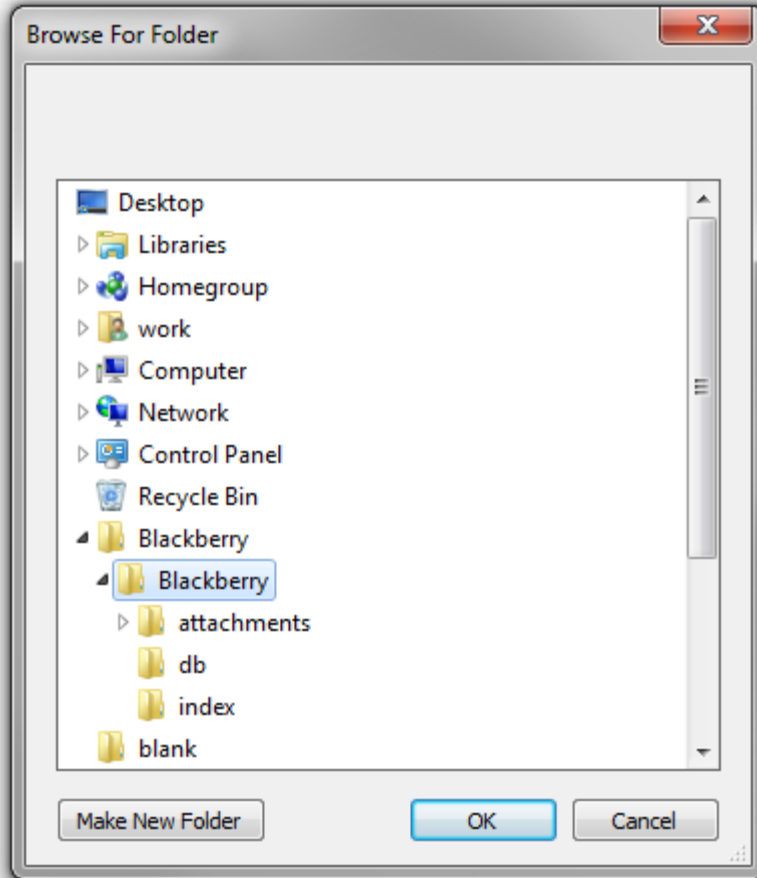 Browse For Folder
Desktop
Libraries
Homegroup
work
Computer
Network
Control Panel
Recycle Bin
Blackberry
Blackberry
attachments
db
index
blank
Make New Folder OK Cancel